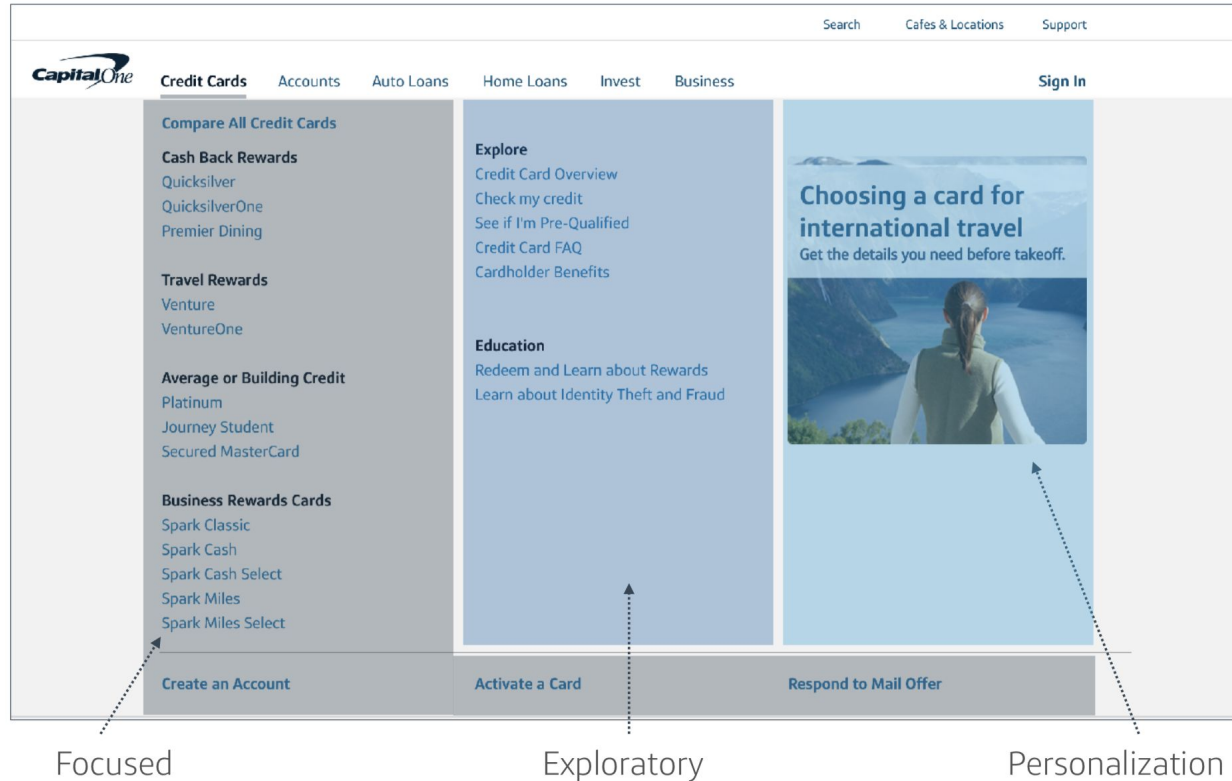 Search Cafes & Locations Support
CapitalOne Credit Cards Accounts Auto Loans Home Loans Invest Business Sign In
Compare All Credit Cards
Cash Back Rewards
Quicksilver
QuicksilverOne
Premier Dining
Travel Rewards
Venture
VentureOne
Average or Building Credit
Platinum
Journey Student
Secured MasterCard
Business Rewards Cards
Spark Classic
Spark Cash
Spark Cash Select
Spark Miles
Spark Miles Select
Explore
Credit Card Overview
Check my credit
See if I'm Pre-Qualified
Credit Card FAQ
Cardholder Benefits
Education
Redeem and Learn about Rewards
Learn about Identity Theft and Fraud
Choosing a card for
international travel
Get the details you need before takeoff.
Create an Account Activate a Card Respond to Mail Offer
Focused Exploratory Personalization